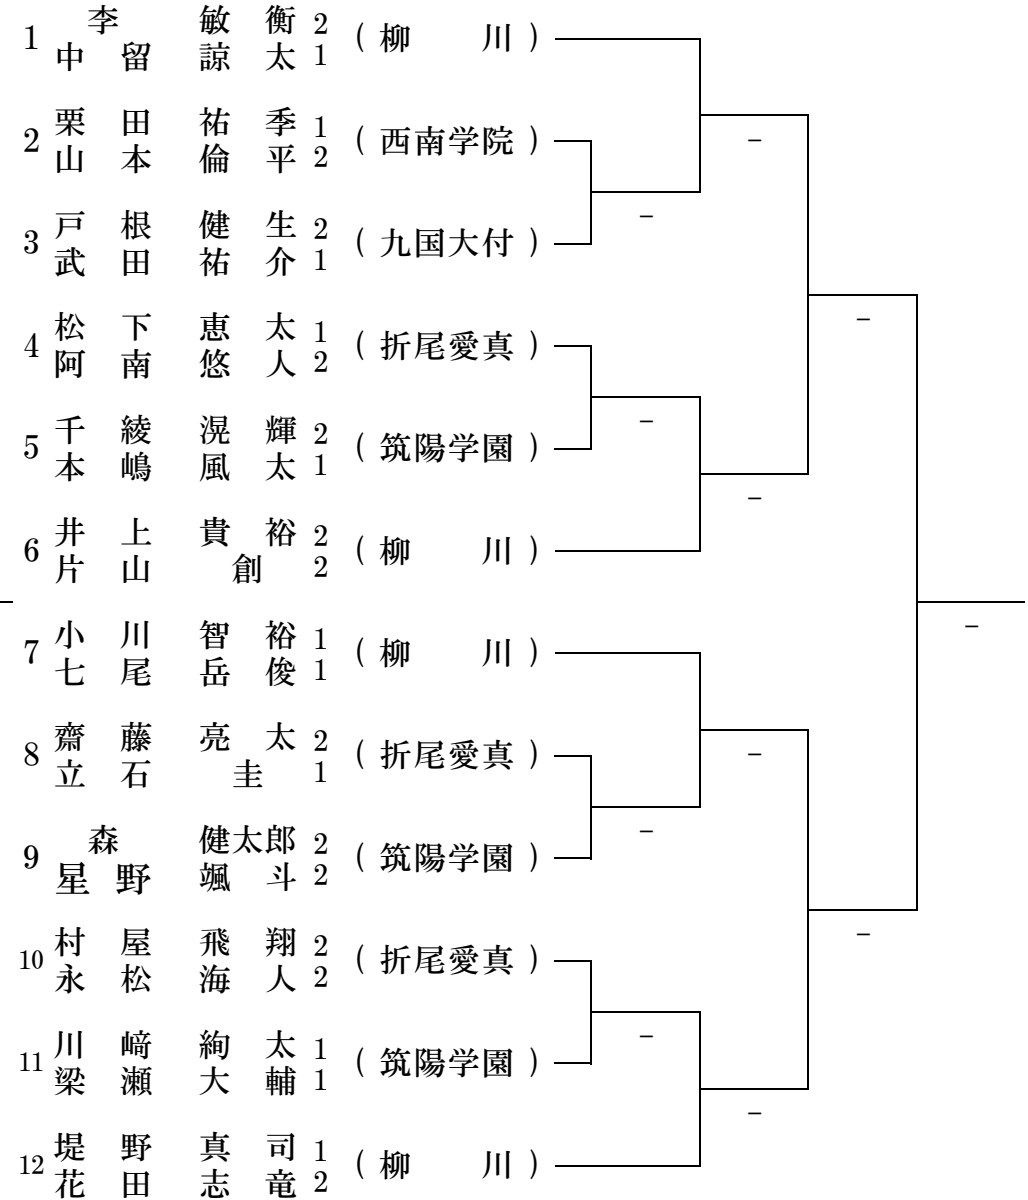 李 敏衡 2
1 (柳 川)
中留 諒太 1
栗田 祐季 1
2 (西南学院)
山本 倫平 2
戸根 健生 2
3 (九国大付)
武田 祐介 1
松下 恵太 1
4 (折尾愛真)
阿南 悠人 2
千綾 滉輝 2
5 (筑陽学園)
本嶋 風太 1
井上 貴裕 2
6 (柳 川)
片山 創 2
小川 智裕 1
7 (柳 川)
七尾 岳俊 1
齋藤 亮太 2
8 (折尾愛真)
立石 圭 1
森 健太郎 2
9 (筑陽学園)
星野 颯斗 2
村屋 飛翔 2
10 (折尾愛真)
永松 海人 2
川﨑 絢太 1
11 (筑陽学園)
梁瀬 大輔 1
堤野 真司 1
12 (柳 川)
花田 志竜 2